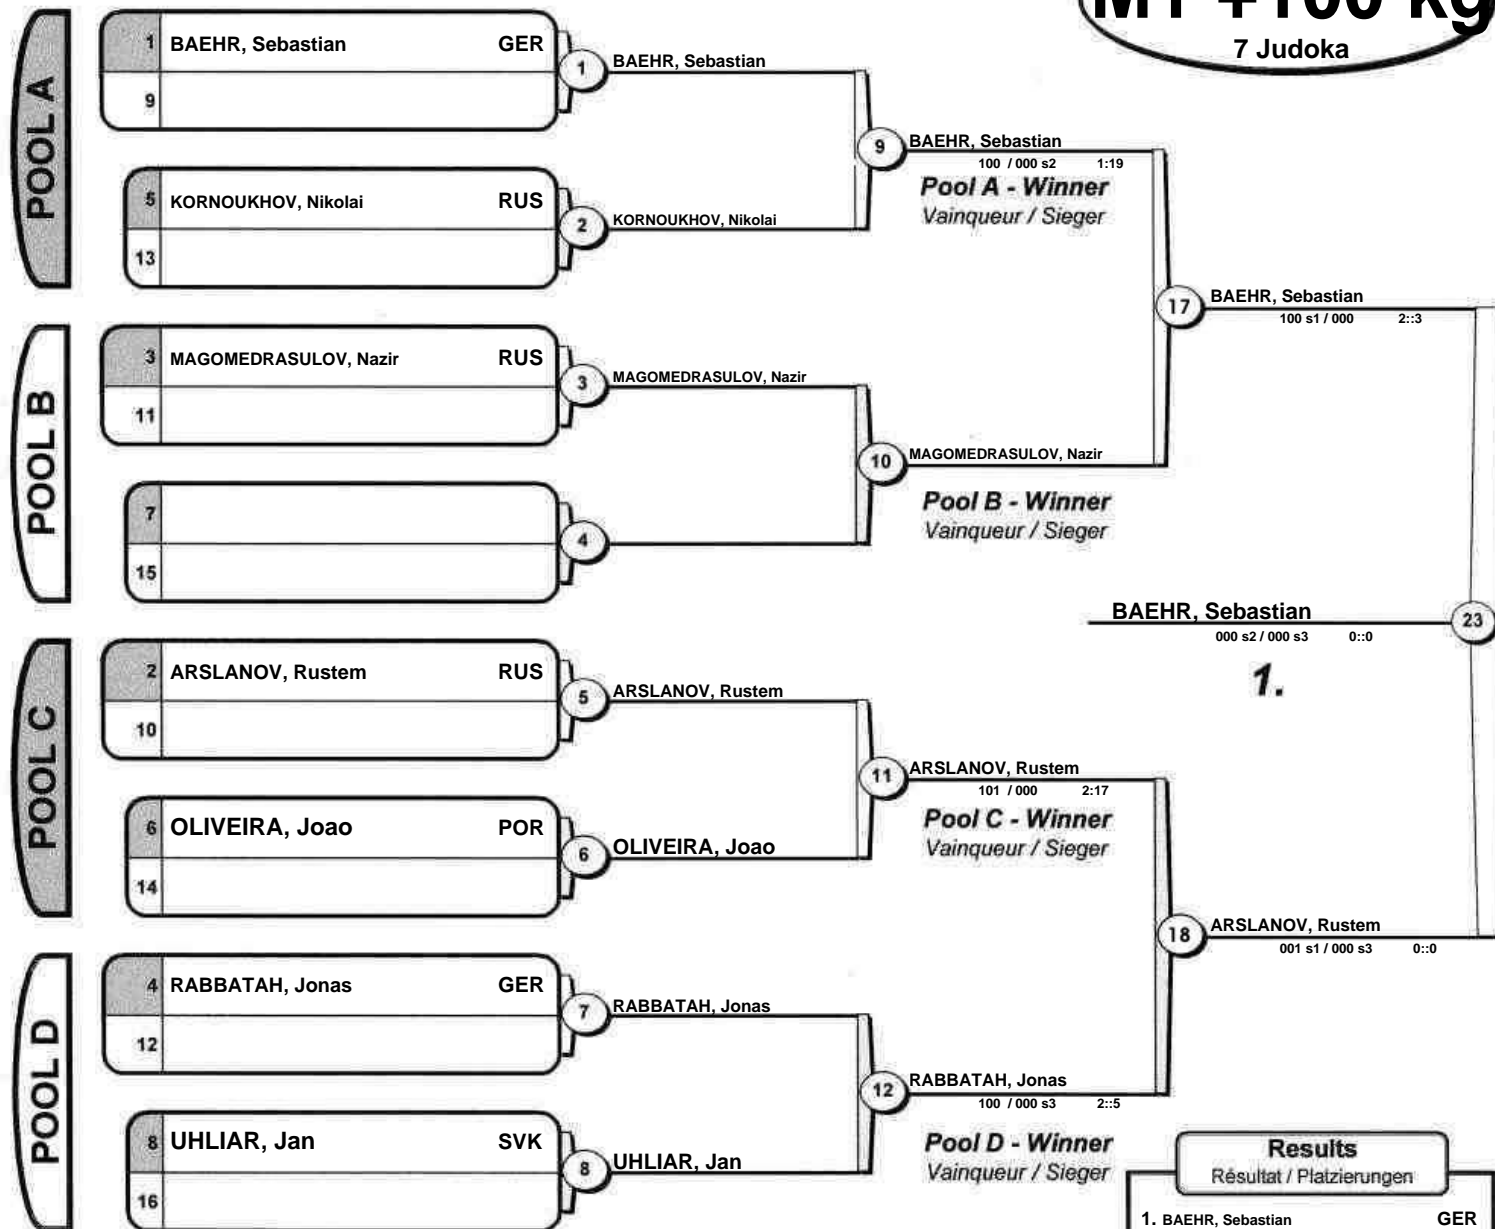 M1 +100 kg
7 Judoka
POOL A
1 BAEHR, Sebastian GER
9
1 BAEHR, Sebastian
5 KORNOUKHOV, Nikolai RUS
13
2 KORNOUKHOV, Nikolai
9 BAEHR, Sebastian
100 / 000 s2 1:19
Pool A - Winner
Vainqueur / Sieger
POOL B
3 MAGOMEDRASULOV, Nazir RUS
11
3 MAGOMEDRASULOV, Nazir
7
15
4
10 MAGOMEDRASULOV, Nazir
Pool B - Winner
Vainqueur / Sieger
17 BAEHR, Sebastian
100 s1 / 000 2::3
BAEHR, Sebastian 23
000 s2 / 000 s3 0::0
1.
POOL C
2 ARSLANOV, Rustem RUS
10
5 ARSLANOV, Rustem
6 OLIVEIRA, Joao POR
14
6 OLIVEIRA, Joao
11 ARSLANOV, Rustem
101 / 000 2:17
Pool C - Winner
Vainqueur / Sieger
18 ARSLANOV, Rustem
001 s1 / 000 s3 0::0
POOL D
4 RABBATAH, Jonas GER
12
7 RABBATAH, Jonas
8 UHLIAR, Jan SVK
16
8 UHLIAR, Jan
12 RABBATAH, Jonas
100 / 000 s3 2::5
Pool D - Winner
Vainqueur / Sieger
Results
Résultat / Platzierungen
1. BAEHR, Sebastian GER